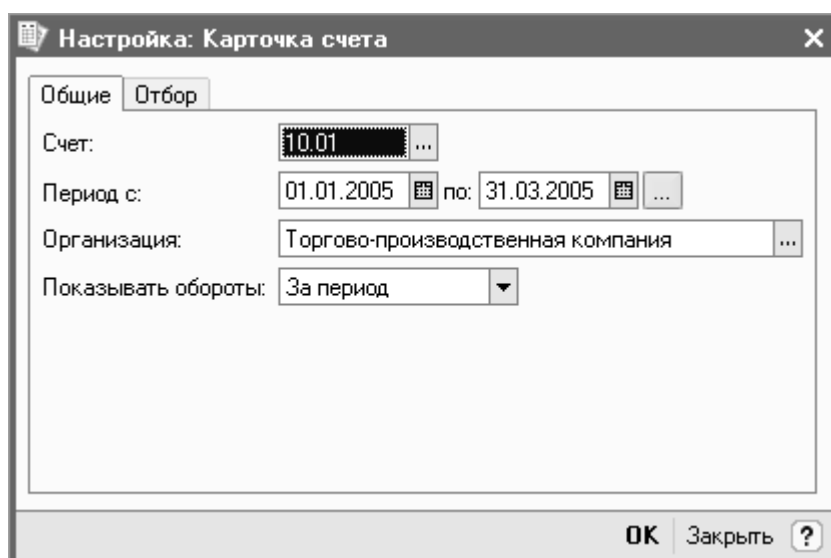 Настройка: Карточка счета
Общие Отбор
Счет: 10.01 ...
Период с: 01.01.2005 по: 31.03.2005 ...
Организация: Торгово-производственная компания ...
Показывать обороты: За период
OK Закрыть ?